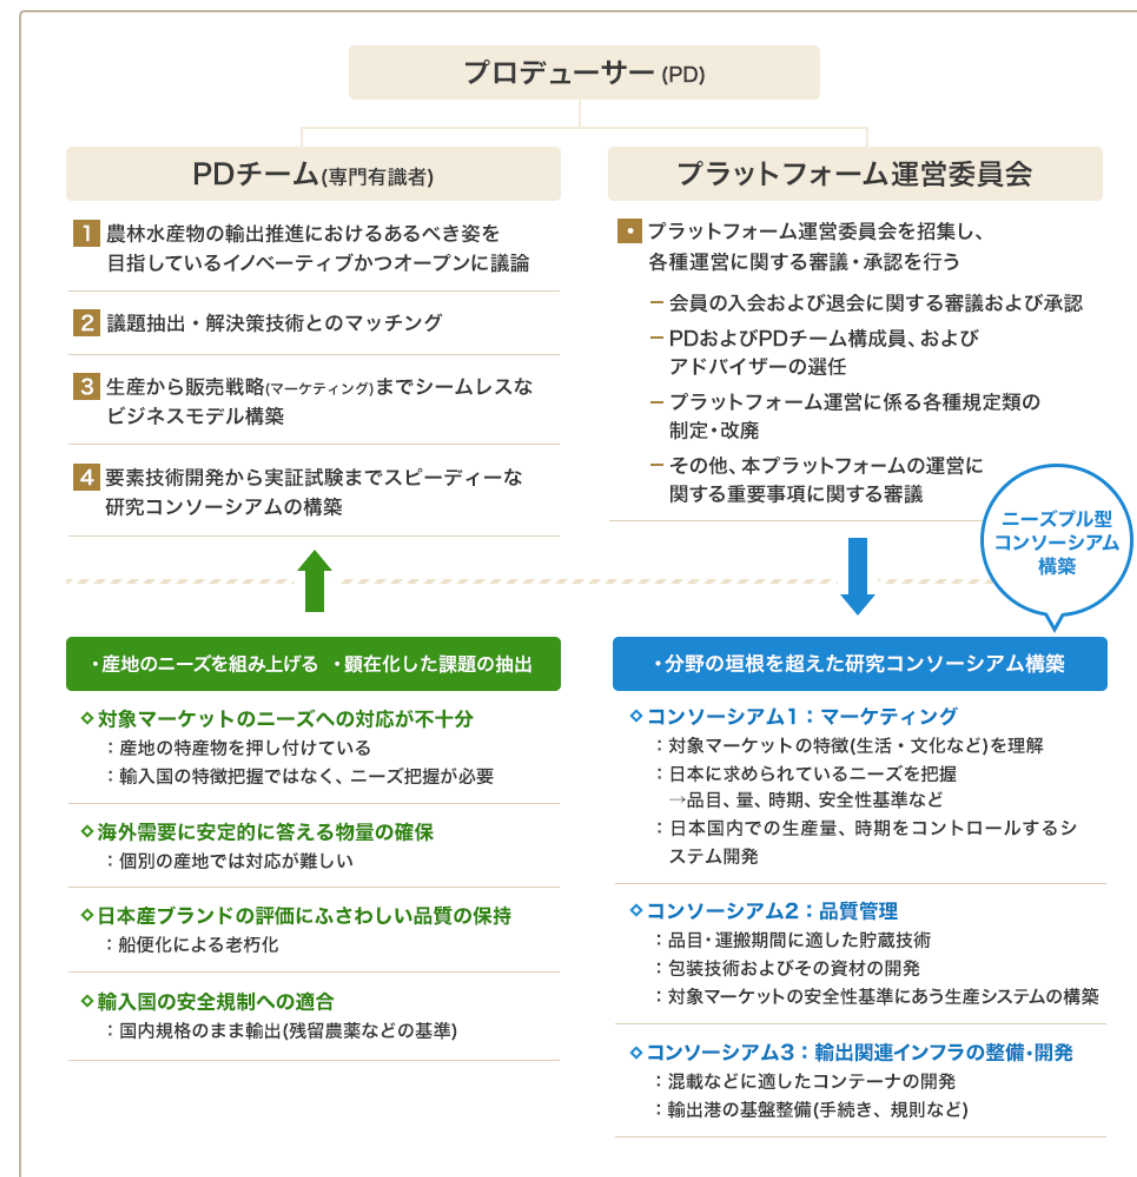 プロデューサー (PD)
PDチーム(専門有識者)
1 農林水産物の輸出推進におけるあるべき姿を
目指しているイノベーティブかつオープンに議論
2 議題抽出・解決策技術とのマッチング
3 生産から販売戦略(マーケティング)までシームレスな
ビジネスモデル構築
4 要素技術開発から実証試験までスピーディーな
研究コンソーシアムの構築
プラットフォーム運営委員会
・ プラットフォーム運営委員会を招集し、
各種運営に関する審議・承認を行う
− 会員の入会および退会に関する審議および承認
− PDおよびPDチーム構成員、および
アドバイザーの選任
− プラットフォーム運営に係る各種規定類の
制定・改廃
− その他、本プラットフォームの運営に
関する重要事項に関する審議
ニーズプル型
コンソーシアム
構築
・産地のニーズを組み上げる ・顕在化した課題の抽出
◇対象マーケットのニーズへの対応が不十分
：産地の特産物を押し付けている
：輸入国の特徴把握ではなく、ニーズ把握が必要
◇海外需要に安定的に答える物量の確保
：個別の産地では対応が難しい
◇日本産ブランドの評価にふさわしい品質の保持
：船便化による老朽化
◇輸入国の安全規制への適合
：国内規格のまま輸出(残留農薬などの基準)
・分野の垣根を超えた研究コンソーシアム構築
◇コンソーシアム1：マーケティング
：対象マーケットの特徴(生活・文化など)を理解
：日本に求められているニーズを把握
→品目、量、時期、安全性基準など
：日本国内での生産量、時期をコントロールするシ
ステム開発
◇コンソーシアム2：品質管理
：品目・運搬期間に適した貯蔵技術
：包装技術およびその資材の開発
：対象マーケットの安全性基準にあう生産システムの構築
◇コンソーシアム3：輸出関連インフラの整備・開発
：混載などに適したコンテーナの開発
：輸出港の基盤整備(手続き、規則など)